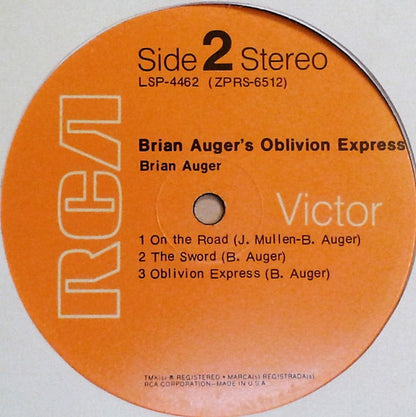 Side 2 Stereo
LSP-4462 (ZPRS-6512)
RCA
Brian Auger's Oblivion Express
Brian Auger
Victor
1 On the Road (J. Mullen-B. Auger)
2 The Sword (B. Auger)
3 Oblivion Express (B. Auger)
TMK(s) ® REGISTERED • MARCA(s) REGISTRADA(s)
RCA CORPORATION-MADE IN U.S.A.